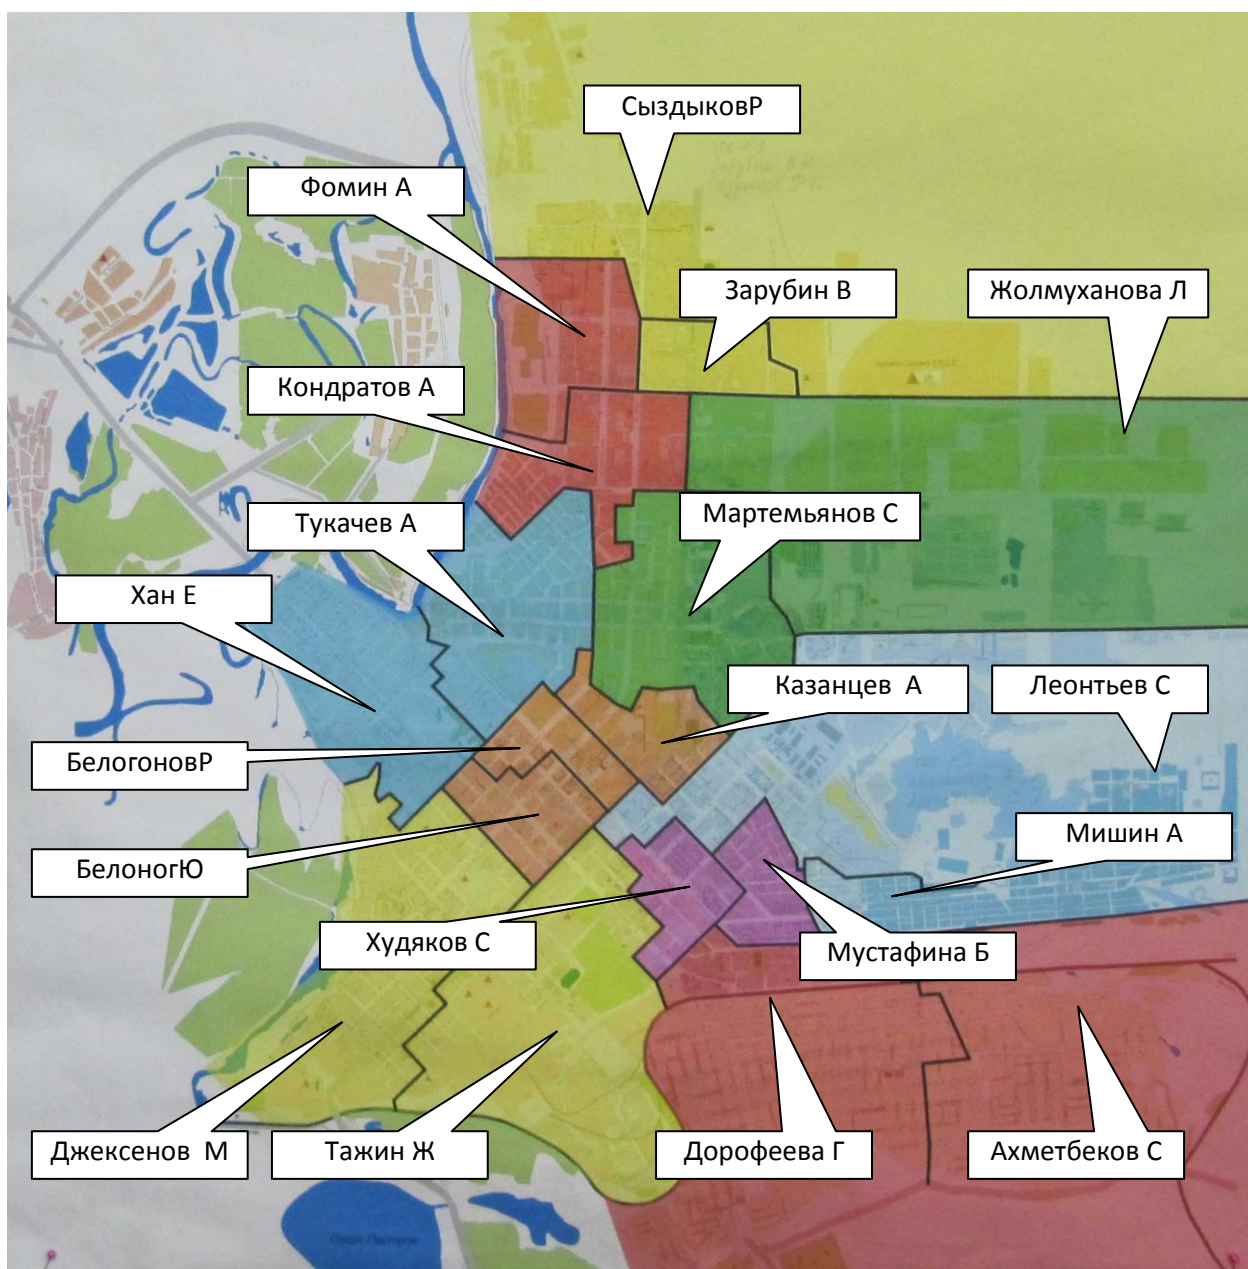 СыздыковР
Фомин А
Зарубин В
Жолмуханова Л
Кондратов А
Мартемьянов С
Тукачев А
Хан Е
Казанцев А
Леонтьев С
БелогоновР
Мишин А
БелоногЮ
Худяков С
Мустафина Б
Джексенов М
Тажин Ж
Дорофеева Г
Ахметбеков С